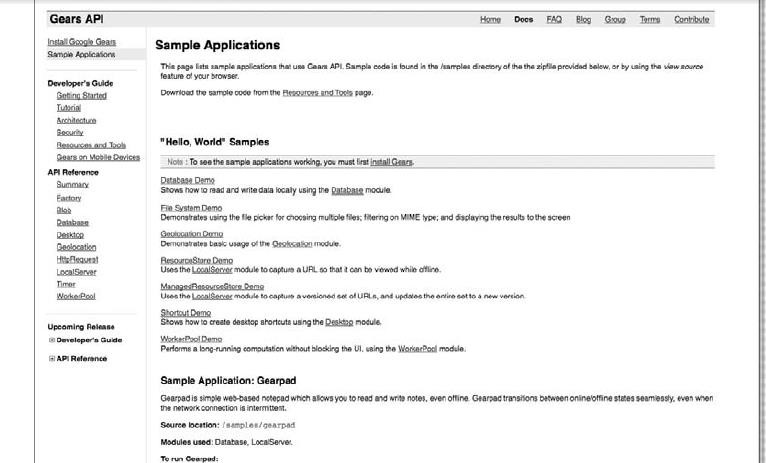 Gears API
Home Docs FAQ Blog Group Terms Contribute
Install Google Gears
Sample Applications
Developer's Guide
Getting Started
Tutorial
Architecture
Security
Resources and Tools
Gears on Mobile Devices
API Reference
Summary
Factory
Blob
Database
Desktop
Geolocation
HttpRequest
LocalServer
Timer
WorkerPool
Upcoming Release
Developer's Guide
API Reference
Sample Applications
This page lists sample applications that use Gears API. Sample code is found in the /samples directory of the the zipfile provided below, or by using the view source
feature of your browser.
Download the sample code from the Resources and Tools page.
"Hello, World" Samples
Note : To see the sample applications working, you must first install Gears.
Database Demo
Shows how to read and write data locally using the Database module.
File System Demo
Demonstrates using the file picker for choosing multiple files; filtering on MIME type; and displaying the results to the screen
Geolocation Demo
Demonstrates basic usage of the Geolocation module.
ResourceStore Demo
Uses the LocalServer module to capture a URL so that it can be viewed while offline.
ManagedResourceStore Demo
Uses the LocalServer module to capture a versioned set of URLs, and updates the entire set to a new version.
Shortcut Demo
Shows how to create desktop shortcuts using the Desktop module.
WorkerPool Demo
Performs a long-running computation without blocking the UI, using the WorkerPool module.
Sample Application: Gearpad
Gearpad is simple web-based notepad which allows you to read and write notes, even offline. Gearpad transitions between online/offline states seamlessly, even when
the network connection is intermittent.
Source location: /samples/gearpad
Modules used: Database, LocalServer.
To run Gearpad: